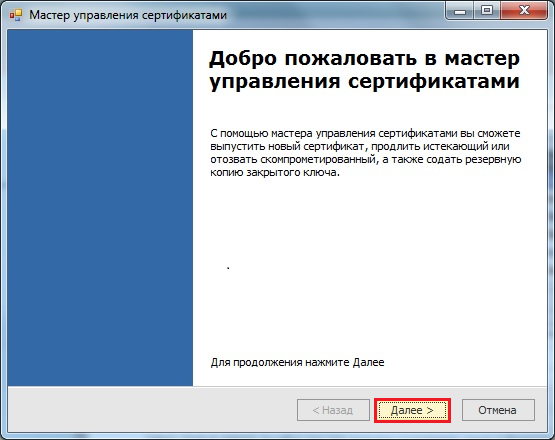 Мастер управления сертификатами
Добро пожаловать в мастер
управления сертификатами
С помощью мастера управления сертификатами вы сможете
выпустить новый сертификат, продлить истекающий или
отозвать скомпрометированный, а также содать резервную
копию закрытого ключа.
.
Для продолжения нажмите Далее
< Назад
Далее >
Отмена